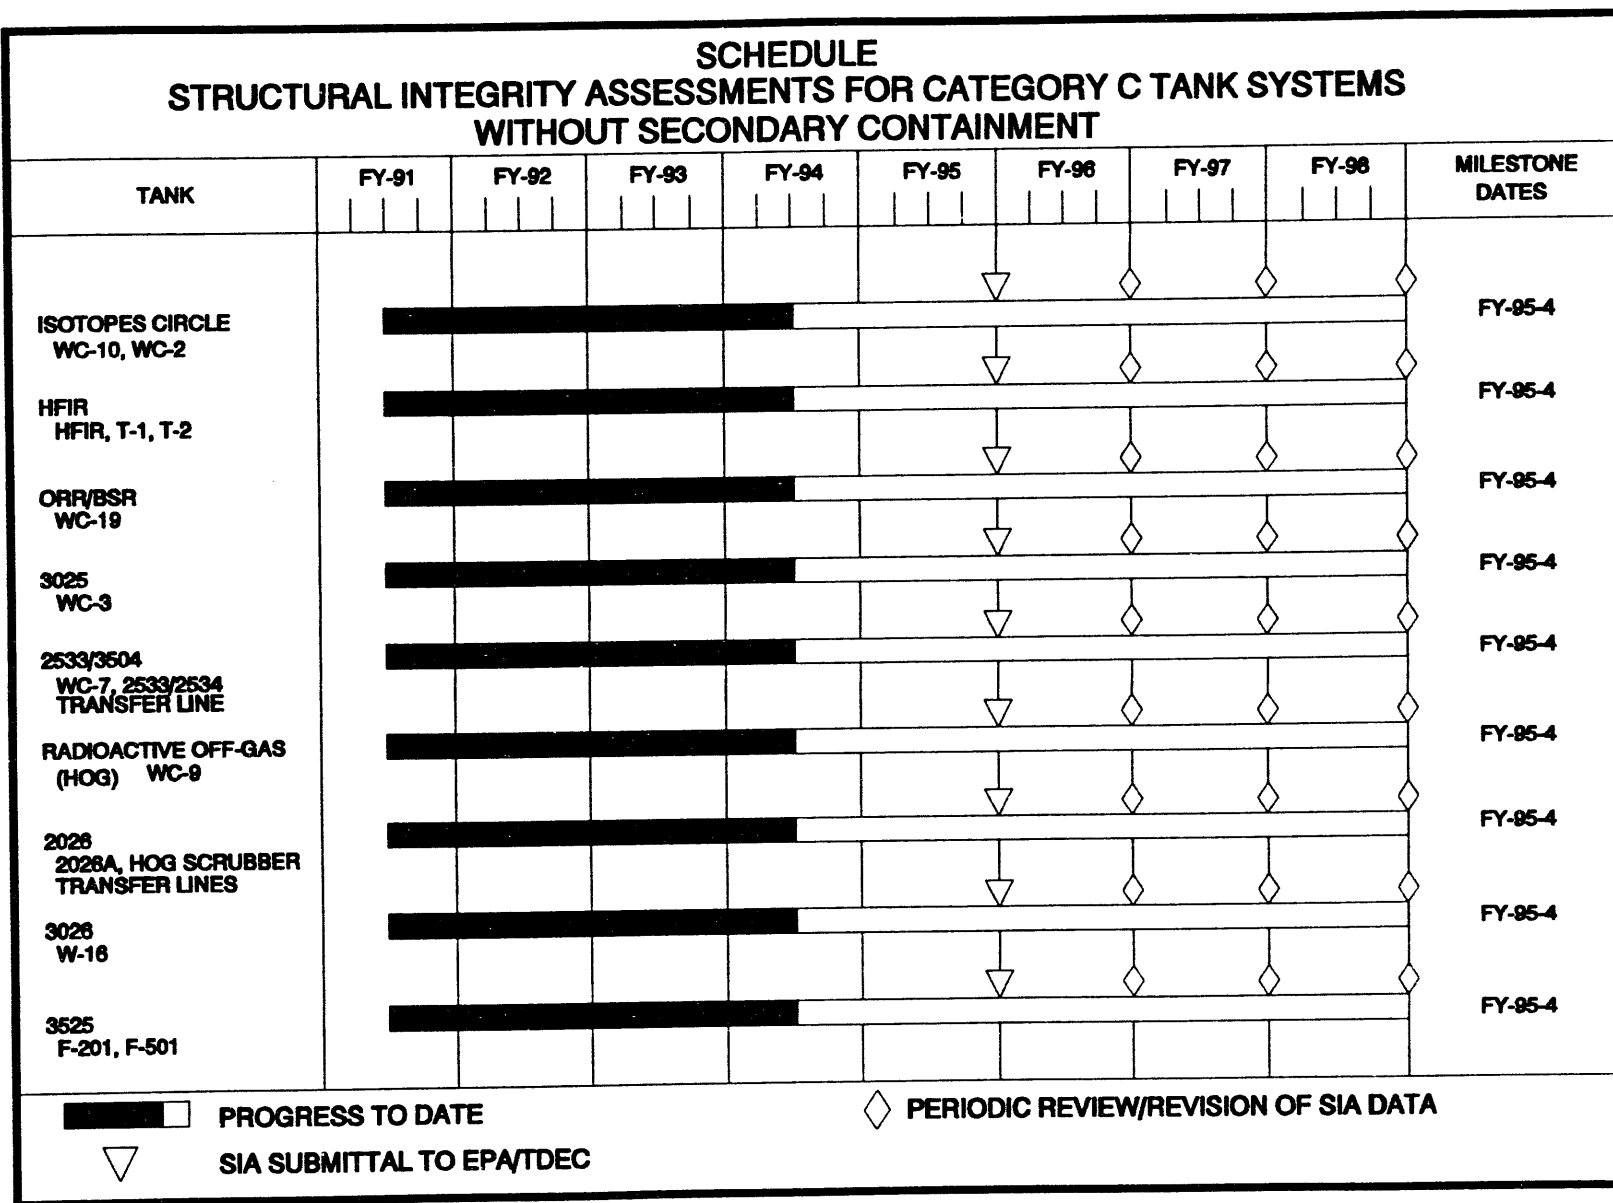 SCHEDULE
STRUCTURAL INTEGRITY ASSESSMENTS FOR CATEGORY C TANK SYSTEMS
WITHOUT SECONDARY CONTAINMENT
TANK FY-91 FY-92 FY-93 FY-94 FY-95 FY-96 FY-97 FY-98 MILESTONE
DATES
ISOTOPES CIRCLE FY-95-4
WC-10, WC-2
HFIR FY-95-4
HFIR, T-1, T-2
ORR/BSR FY-95-4
WC-19
3025 FY-95-4
WC-3
2533/3504 FY-95-4
WC-7, 2533/2534
TRANSFER LINE
RADIOACTIVE OFF-GAS FY-95-4
(HOG) WC-9
2026 FY-95-4
2026A, HOG SCRUBBER
TRANSFER LINES
3026 FY-95-4
W-16
3525 FY-95-4
F-201, F-501
PROGRESS TO DATE
PERIODIC REVIEW/REVISION OF SIA DATA
SIA SUBMITTAL TO EPA/TDEC